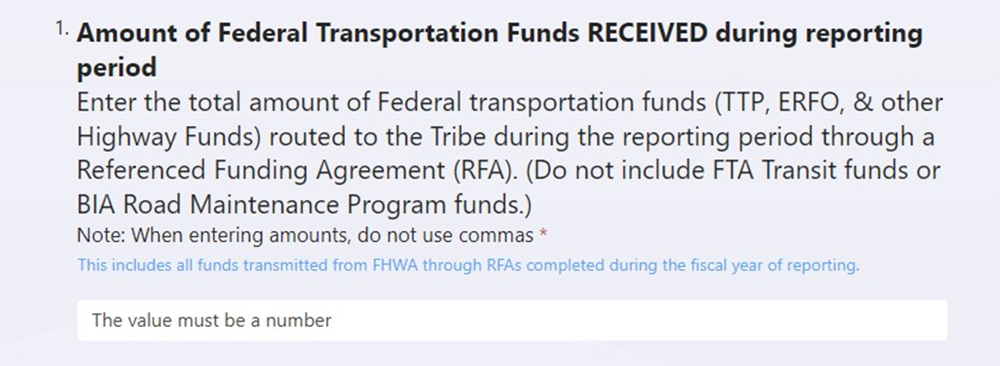 1. Amount of Federal Transportation Funds RECEIVED during reporting
period
Enter the total amount of Federal transportation funds (TTP, ERFO, & other
Highway Funds) routed to the Tribe during the reporting period through a
Referenced Funding Agreement (RFA). (Do not include FTA Transit funds or
BIA Road Maintenance Program funds.)
Note: When entering amounts, do not use commas *
This includes all funds transmitted from FHWA through RFAs completed during the fiscal year of reporting.
The value must be a number